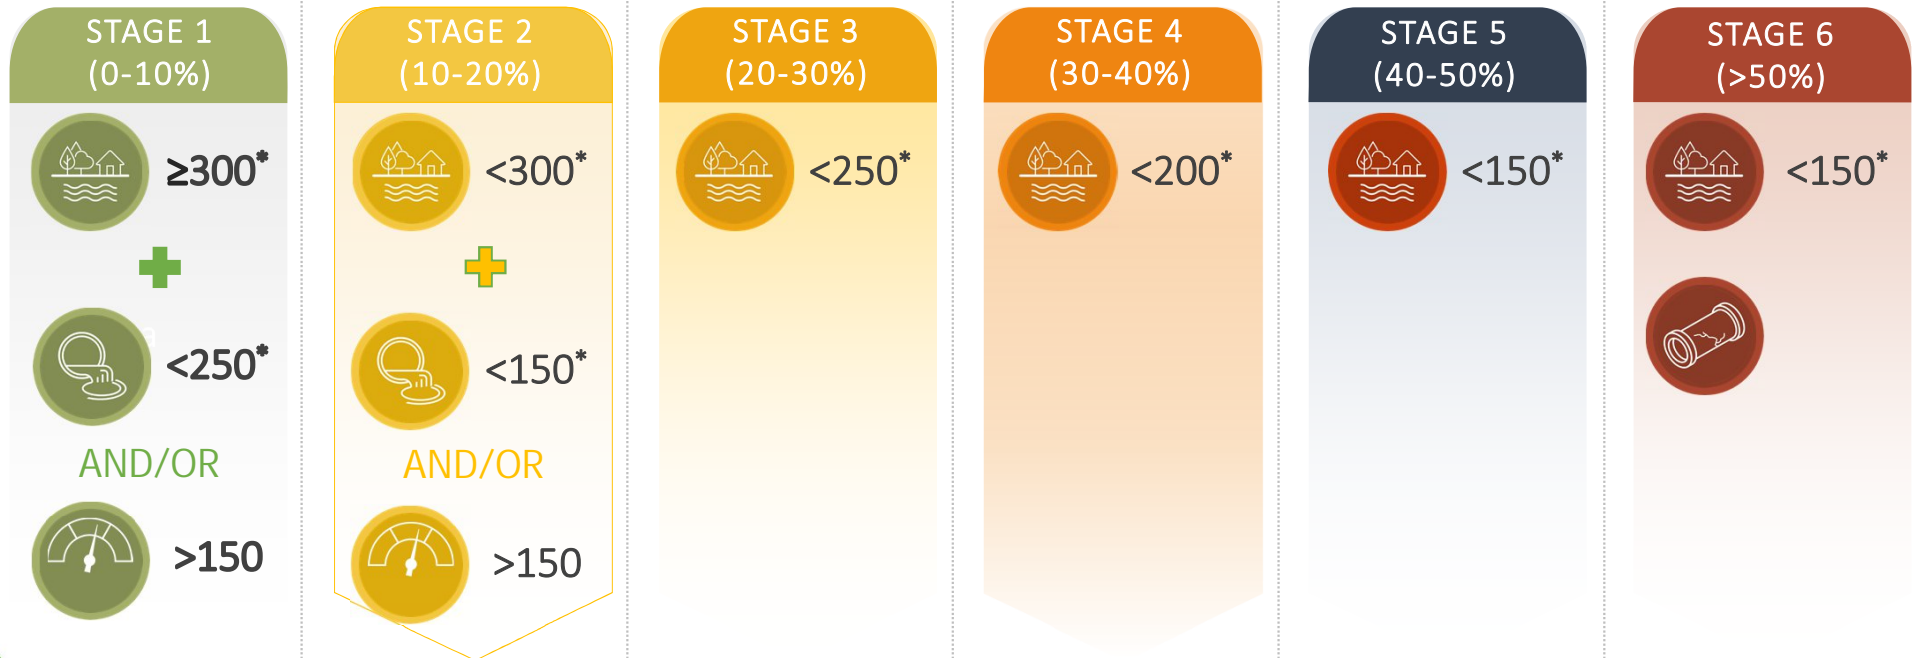 STAGE 1
(0-10%)
≥300*
<250*
AND/OR
>150
STAGE 2
(10-20%)
<300*
<150*
AND/OR
>150
STAGE 3
(20-30%)
<250*
STAGE 4
(30-40%)
<200*
STAGE 5
(40-50%)
<150*
STAGE 6
(>50%)
<150*